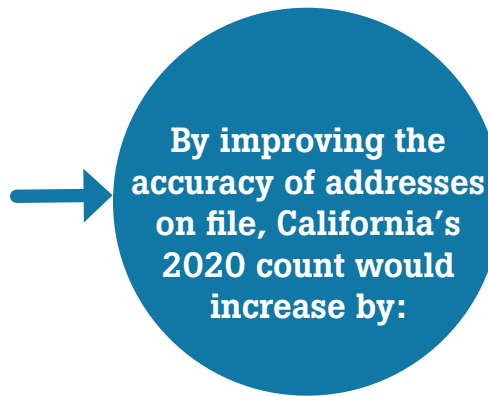 By improving the
accuracy of addresses
on file, California’s
2020 count would
increase by: